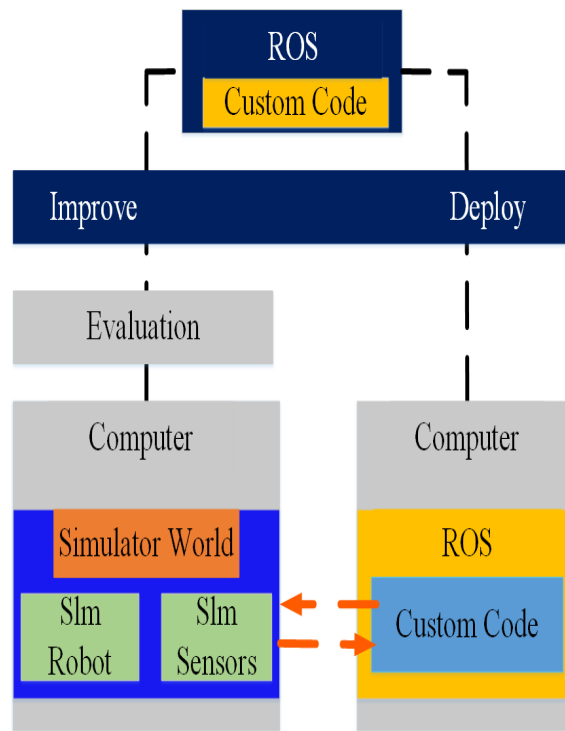 ROS
Custom Code
Improve
Deploy
Evaluation
Computer
Simulator World
Slm
Robot
Slm
Sensors
Computer
ROS
Custom Code